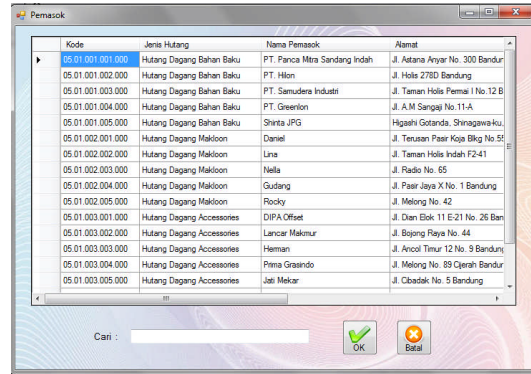 Pemasok
Kode Jenis Hutang Nama Pemasok Alamat
05.01.001.001.000 Hutang Dagang Bahan Baku PT. Panca Mitra Sandang Indah Jl. Astana Anyar No. 300 Bandur
05.01.001.002.000 Hutang Dagang Bahan Baku PT. Hilon Jl. Holis 278D Bandung
05.01.001.003.000 Hutang Dagang Bahan Baku PT. Samudera Industri Jl. Taman Holis Permai I No.12 B
05.01.001.004.000 Hutang Dagang Bahan Baku PT. Greenlon Jl. A.M Sangaji No.11-A
05.01.001.005.000 Hutang Dagang Bahan Baku Shinta JPG Higashi Gotanda, Shinagawa-ku,
05.01.002.001.000 Hutang Dagang Makloon Daniel Jl. Terusan Pasir Koja Blkg No.55
05.01.002.002.000 Hutang Dagang Makloon Lina Jl. Taman Holis Indah F2-41
05.01.002.003.000 Hutang Dagang Makloon Nella Jl. Radio No. 65
05.01.002.004.000 Hutang Dagang Makloon Gudang Jl. Pasir Jaya X No. 1 Bandung
05.01.002.005.000 Hutang Dagang Makloon Rocky Jl. Melong No. 42
05.01.003.001.000 Hutang Dagang Accessories DIPA Offset Jl. Dian Elok 11 E-21 No. 26 Ban
05.01.003.002.000 Hutang Dagang Accessories Lancar Makmur Jl. Bojong Raya No. 44
05.01.003.003.000 Hutang Dagang Accessories Herman Jl. Ancol Timur 12 No. 9 Bandung
05.01.003.004.000 Hutang Dagang Accessories Prima Grasindo Jl. Melong No. 89 Cijerah Bandur
05.01.003.005.000 Hutang Dagang Accessories Jati Mekar Jl. Cibadak No. 5 Bandung
Cari : OK Batal